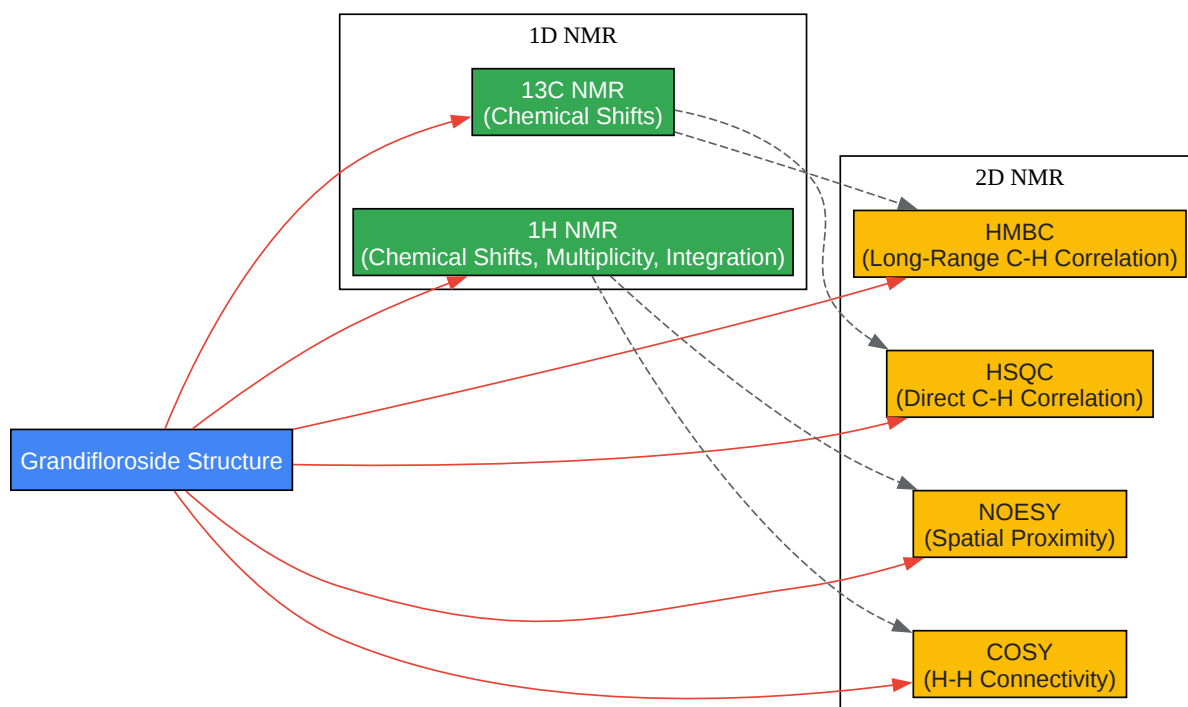 1D NMR
13C NMR
(Chemical Shifts)
1H NMR
(Chemical Shifts, Multiplicity, Integration)
2D NMR
HMBC
(Long-Range C-H Correlation)
HSQC
(Direct C-H Correlation)
Grandifloroside Structure
NOESY
(Spatial Proximity)
COSY
(H-H Connectivity)